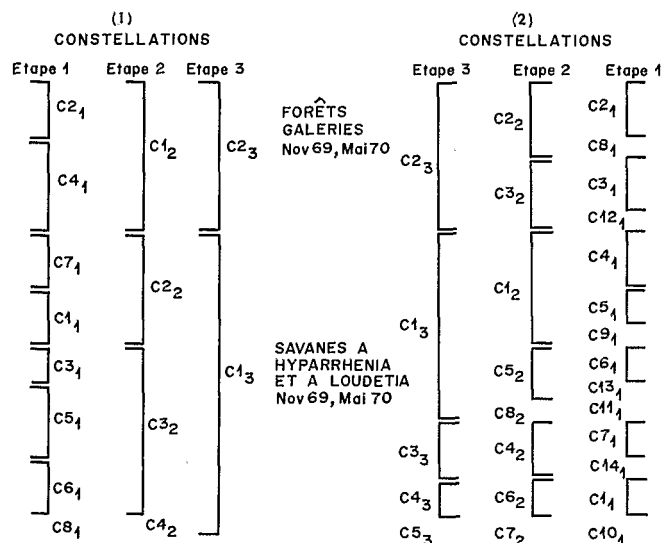 (1)
CONSTELLATIONS
Etape 1 Etape 2 Etape 3
C2₁
C4₁
C7₁
C1₁
C3₁
C5₁
C6₁
C8₁
C1₂
C2₂
C3₂
C4₂
C2₃
C1₃
FORÊTS
GALERIES
Nov 69, Mai 70
SAVANES A
HYPARRHENIA
ET A LOUDETIA
Nov 69, Mai 70
(2)
CONSTELLATIONS
Etape 3 Etape 2 Etape 1
C2₃
C1₃
C3₃
C4₃
C5₃
C2₂
C3₂
C1₂
C5₂
C8₂
C4₂
C6₂
C7₂
C2₁
C8₁
C3₁
C12₁
C4₁
C5₁
C9₁
C6₁
C13₁
C11₁
C7₁
C14₁
C1₁
C10₁